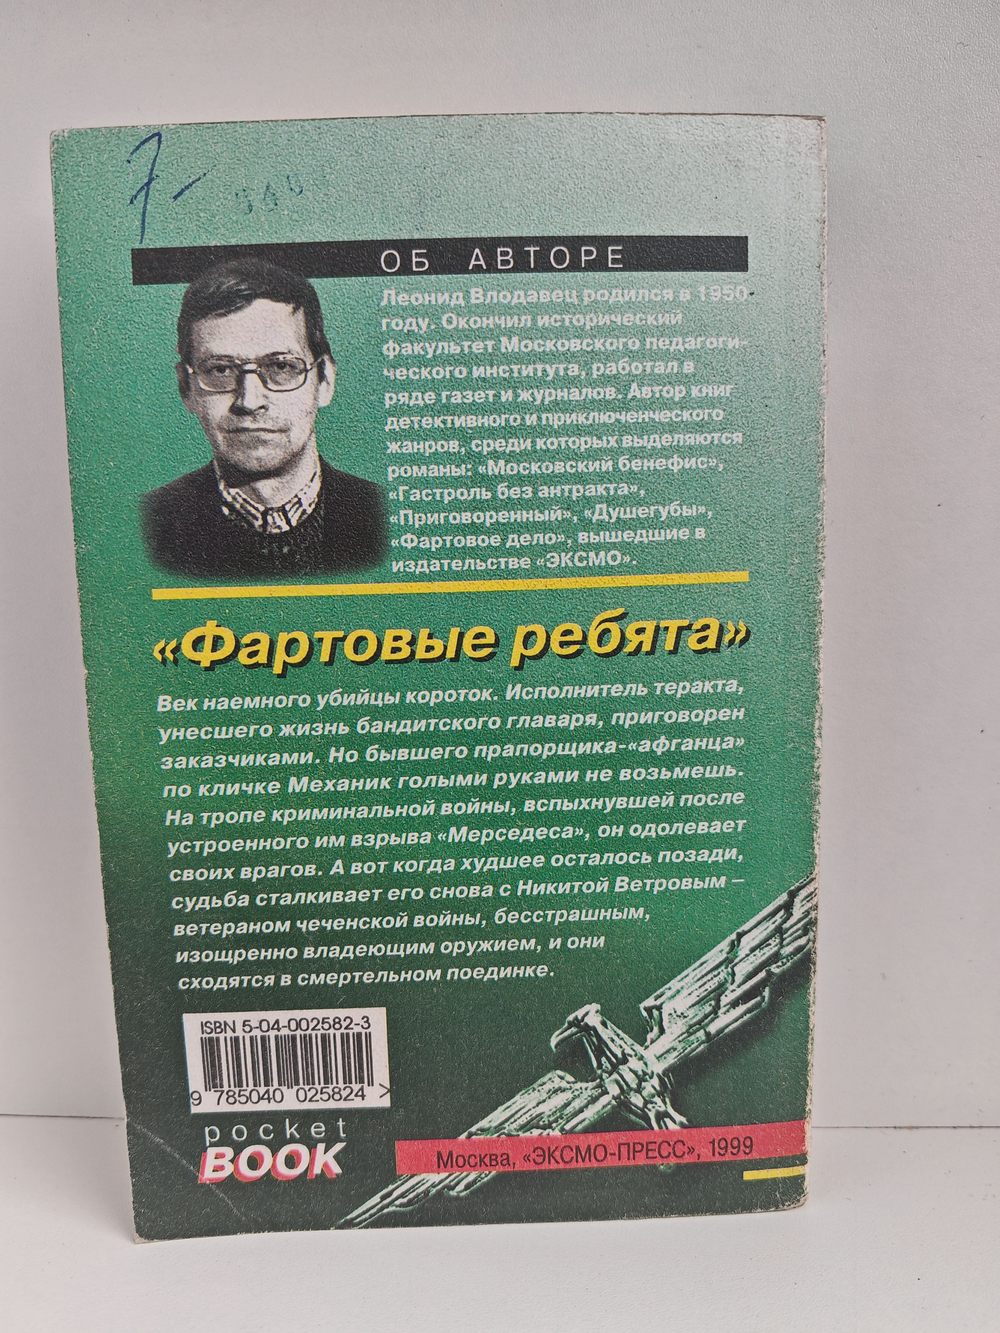 7-
ОБ АВТОРЕ
Леонид Влодавец родился в 1950
году. Окончил исторический
факультет Московского педагоги-
ческого института, работал в
ряде газет и журналов. Автор книг
детективного и приключенческого
жанров, среди которых выделяются
романы: «Московский бенефис»,
«Гастроль без антракта»,
«Приговоренный», «Душегубы»,
«Фартовое дело», вышедшие в
издательстве «ЭКСМО».
«Фартовые ребята»
Век наемного убийцы короток. Исполнитель теракта,
унесшего жизнь бандитского главаря, приговорен
заказчиками. Но бывшего прапорщика-«афганца»
по кличке Механик голыми руками не возьмешь.
На тропе криминальной войны, вспыхнувшей после
устроенного им взрыва «Мерседеса», он одолевает
своих врагов. А вот когда худшее осталось позади,
судьба сталкивает его снова с Никитой Ветровым –
ветераном чеченской войны, бесстрашным,
изощренно владеющим оружием, и они
сходятся в смертельном поединке.
ISBN 5-04-002582-3
9 785040 025824 >
pocket
BOOK
Москва, «ЭКСМО-ПРЕСС», 1999